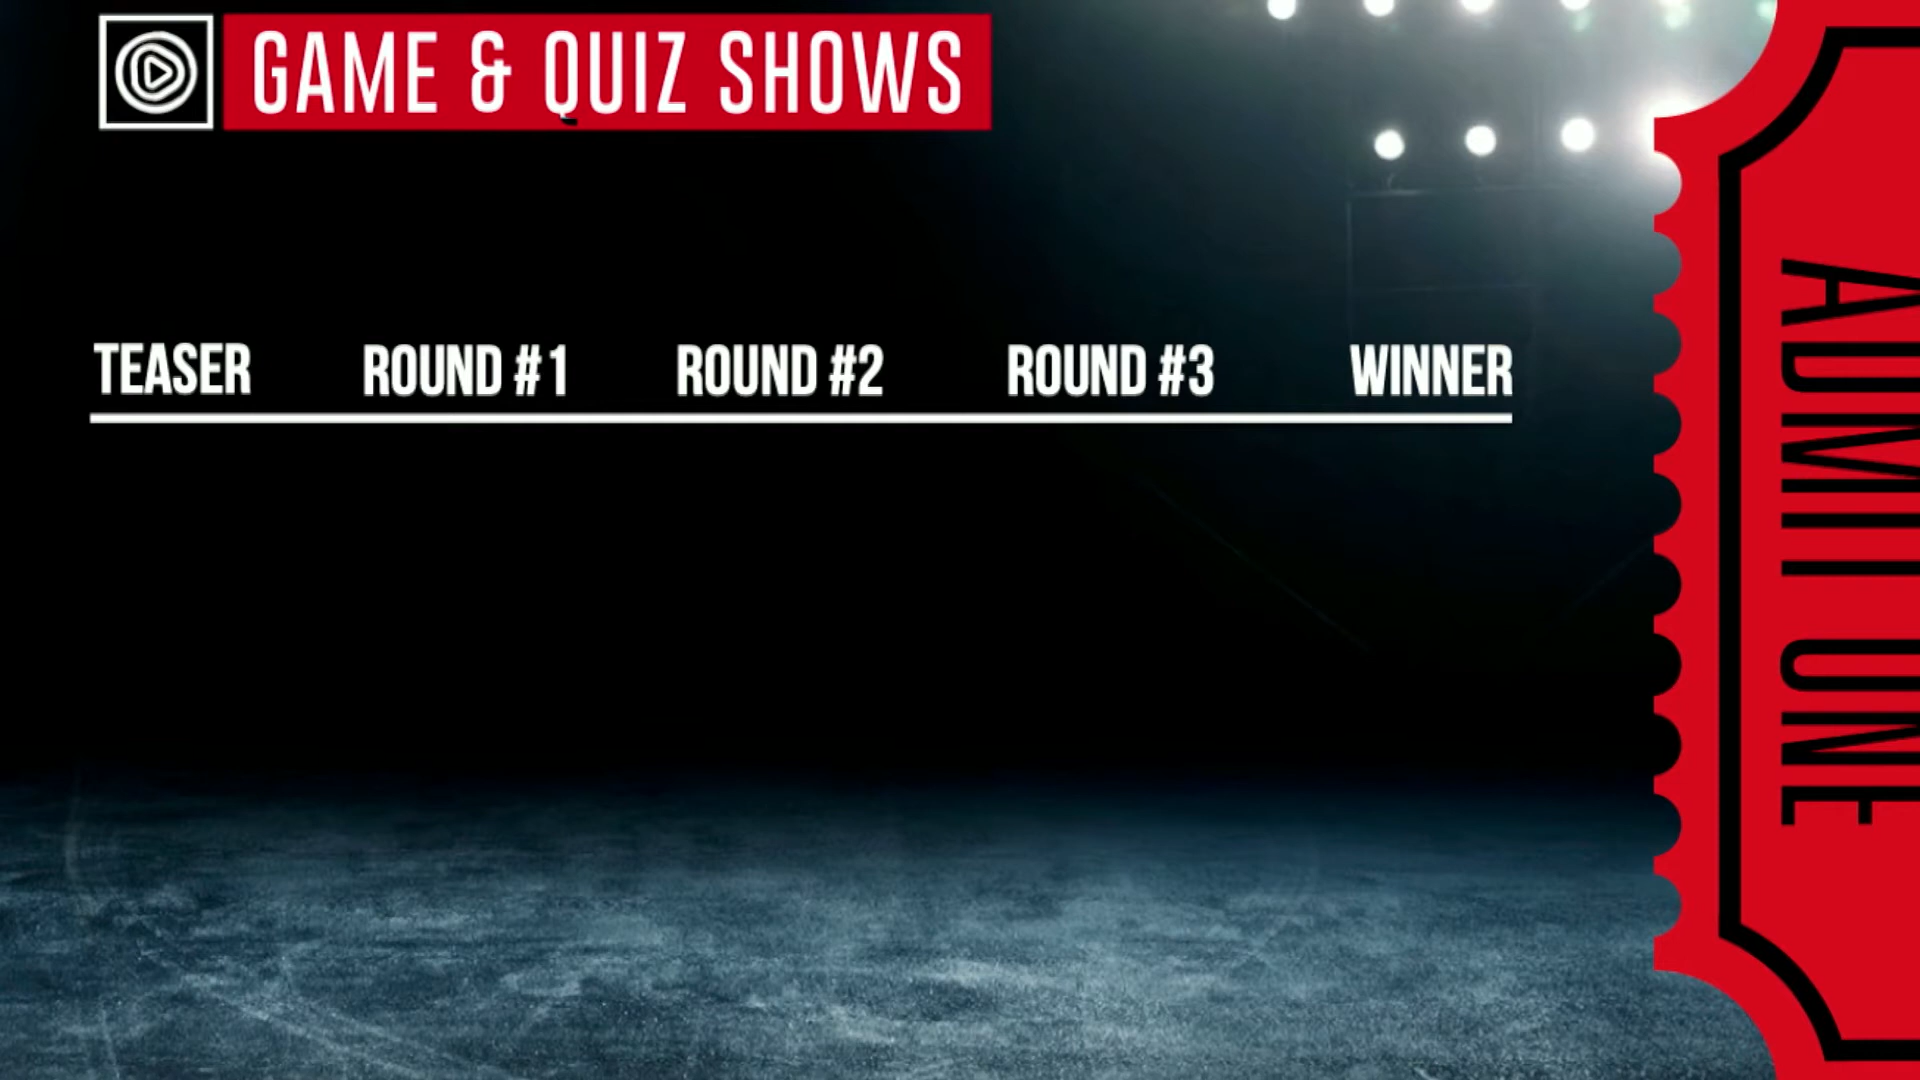 GAME & QUIZ SHOWS
TEASER ROUND #1 ROUND #2 ROUND #3 WINNER
ADMIT ONE